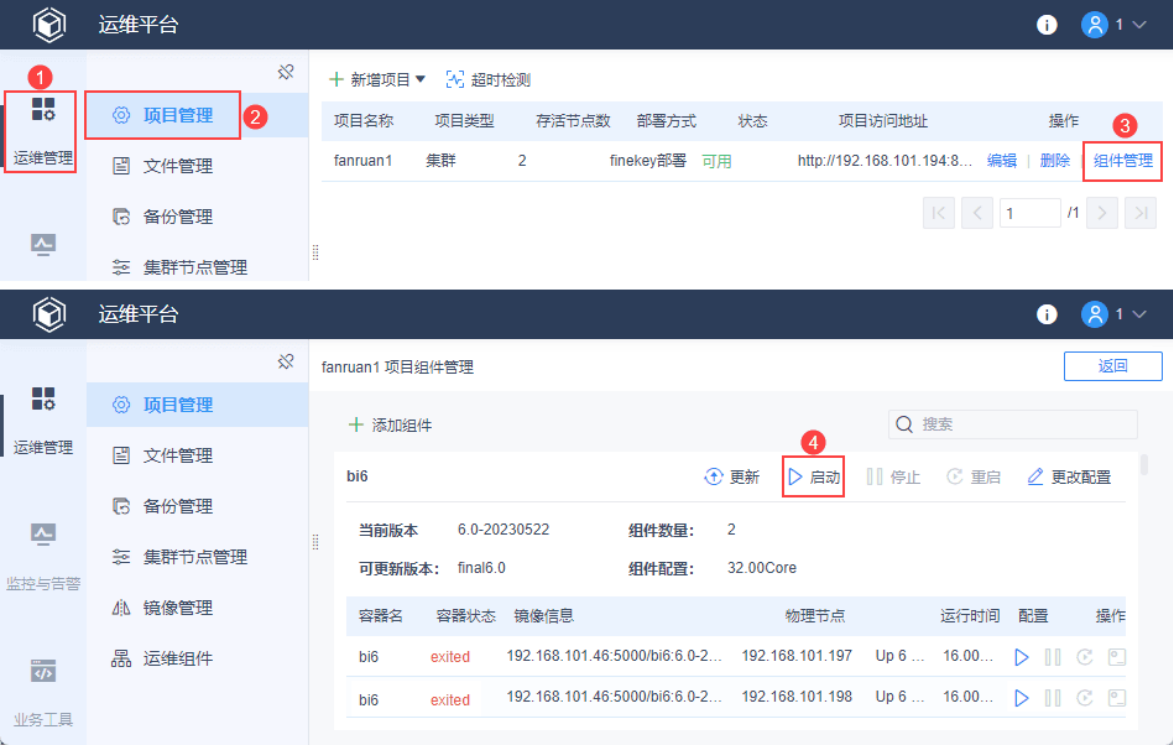 运维平台
1
1
运维管理
项目管理
2
文件管理
备份管理
集群节点管理
新增项目 超时检测
项目名称 项目类型 存活节点数 部署方式 状态 项目访问地址 操作
3
fanruan1 集群 2 finekey部署 可用 http://192.168.101.194:8... 编辑 | 删除 | 组件管理
1 /1
运维平台
1
运维管理
监控与告警
业务工具
项目管理
文件管理
备份管理
集群节点管理
镜像管理
运维组件
fanruan1 项目组件管理 返回
添加组件 搜索
4
bi6 更新 启动 停止 重启 更改配置
当前版本 6.0-20230522 组件数量： 2
可更新版本： final6.0 组件配置： 32.00Core
容器名 容器状态 镜像信息 物理节点 运行时间 配置 操作
bi6 exited 192.168.101.46:5000/bi6:6.0-2... 192.168.101.197 Up 6 ... 16.00...
bi6 exited 192.168.101.46:5000/bi6:6.0-2... 192.168.101.198 Up 6 ... 16.00...